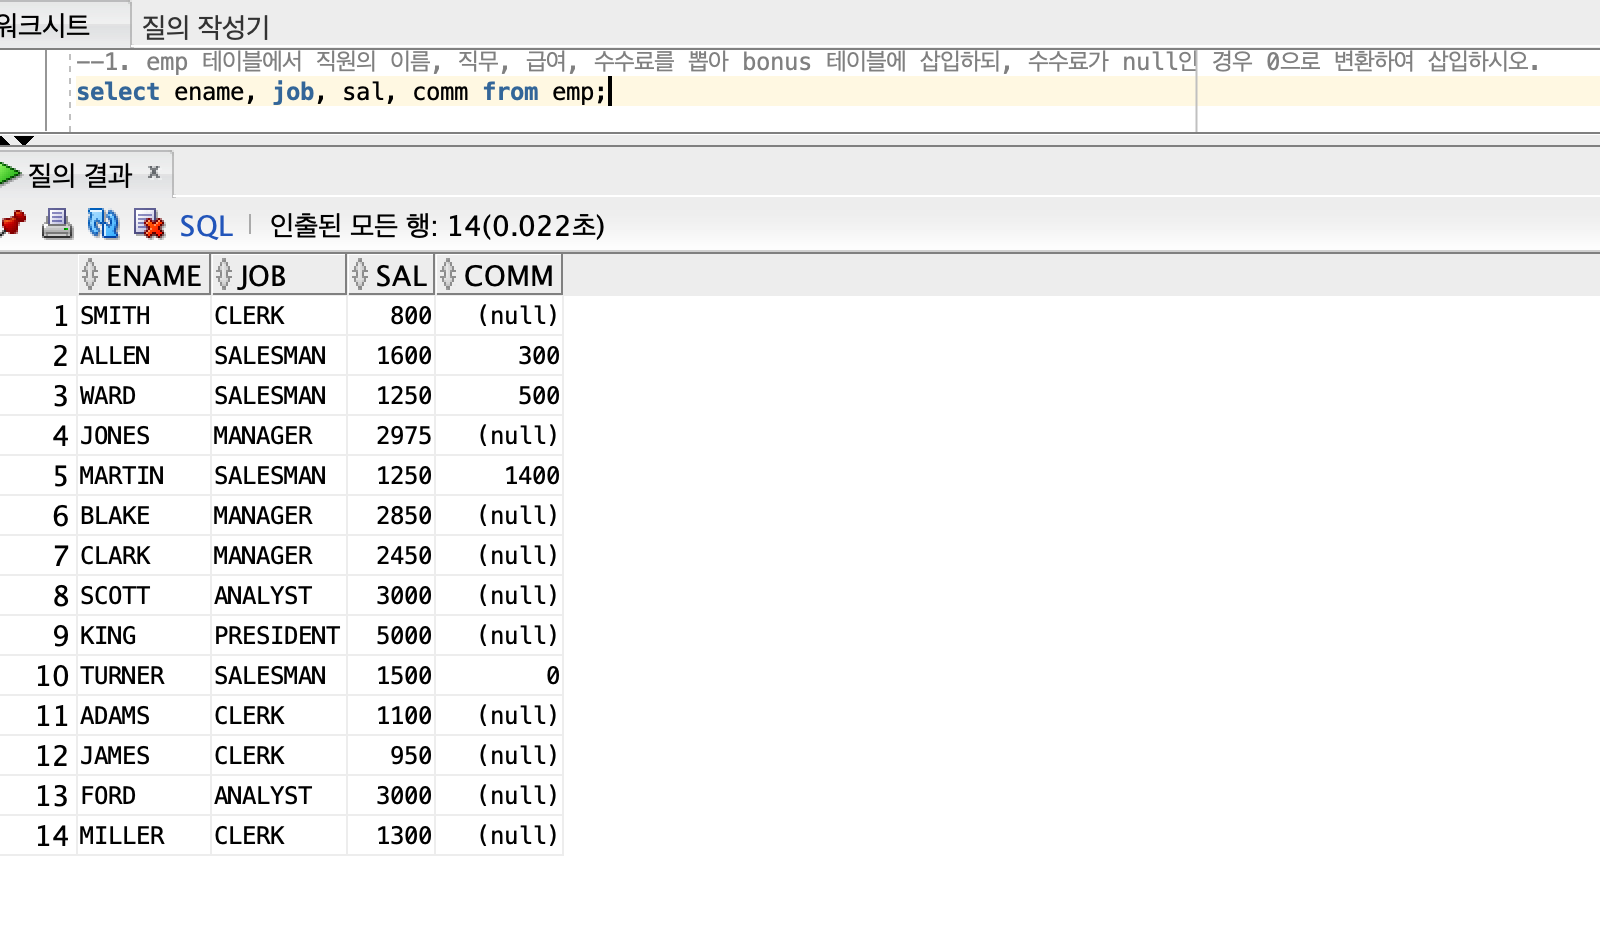 워크시트 질의 작성기
--1. emp 테이블에서 직원의 이름, 직무, 급여, 수수료를 뽑아 bonus 테이블에 삽입하되, 수수료가 null인 경우 0으로 변환하여 삽입하시오.
select ename, job, sal, comm from emp;
질의 결과 x
SQL 인출된 모든 행: 14(0.022초)
ENAME JOB SAL COMM
1 SMITH CLERK 800 (null)
2 ALLEN SALESMAN 1600 300
3 WARD SALESMAN 1250 500
4 JONES MANAGER 2975 (null)
5 MARTIN SALESMAN 1250 1400
6 BLAKE MANAGER 2850 (null)
7 CLARK MANAGER 2450 (null)
8 SCOTT ANALYST 3000 (null)
9 KING PRESIDENT 5000 (null)
10 TURNER SALESMAN 1500 0
11 ADAMS CLERK 1100 (null)
12 JAMES CLERK 950 (null)
13 FORD ANALYST 3000 (null)
14 MILLER CLERK 1300 (null)